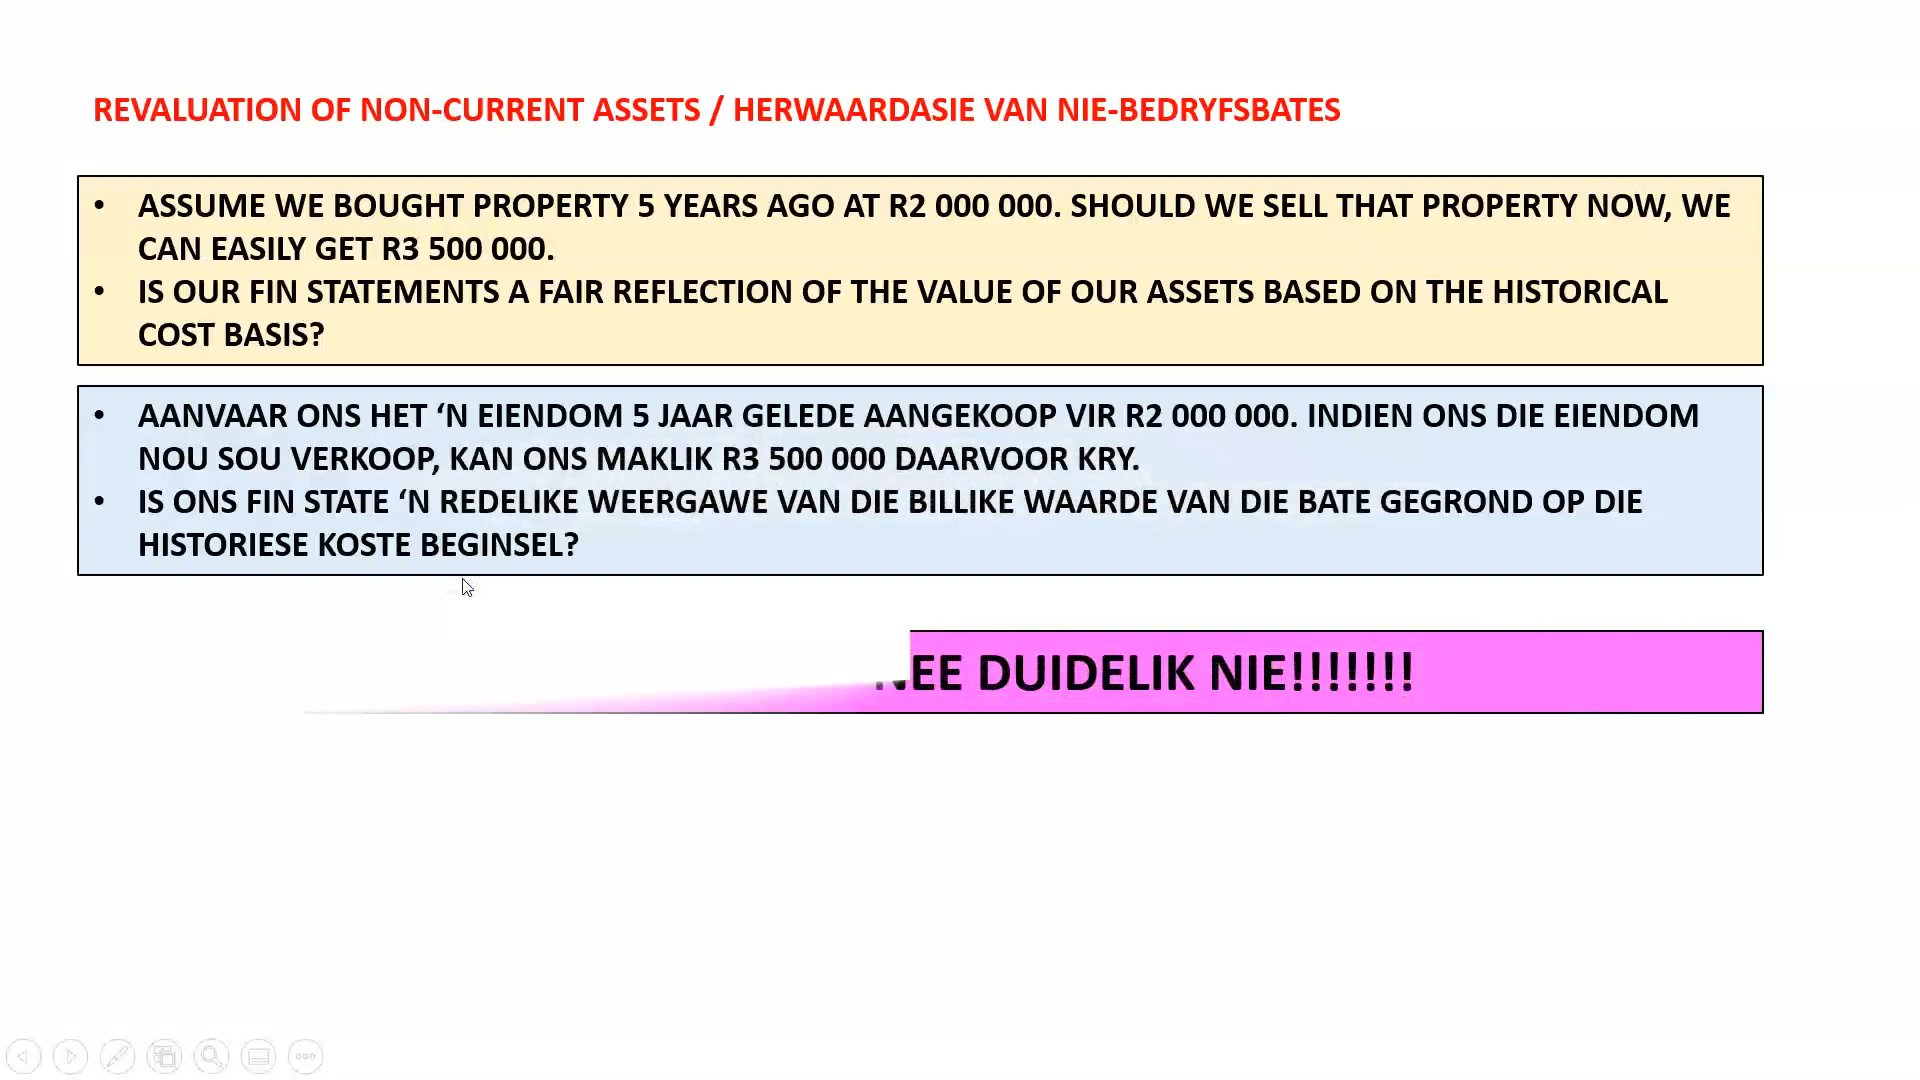 REVALUATION OF NON-CURRENT ASSETS / HERWAARDASIE VAN NIE-BEDRYFSBATES
• ASSUME WE BOUGHT PROPERTY 5 YEARS AGO AT R2 000 000. SHOULD WE SELL THAT PROPERTY NOW, WE
CAN EASILY GET R3 500 000.
• IS OUR FIN STATEMENTS A FAIR REFLECTION OF THE VALUE OF OUR ASSETS BASED ON THE HISTORICAL
COST BASIS?
• AANVAAR ONS HET ‘N EIENDOM 5 JAAR GELEDE AANGEKOOP VIR R2 000 000. INDIEN ONS DIE EIENDOM
NOU SOU VERKOOP, KAN ONS MAKLIK R3 500 000 DAARVOOR KRY.
• IS ONS FIN STATE ‘N REDELIKE WEERGAWE VAN DIE BILLIKE WAARDE VAN DIE BATE GEGROND OP DIE
HISTORIESE KOSTE BEGINSEL?
NEE DUIDELIK NIE!!!!!!!